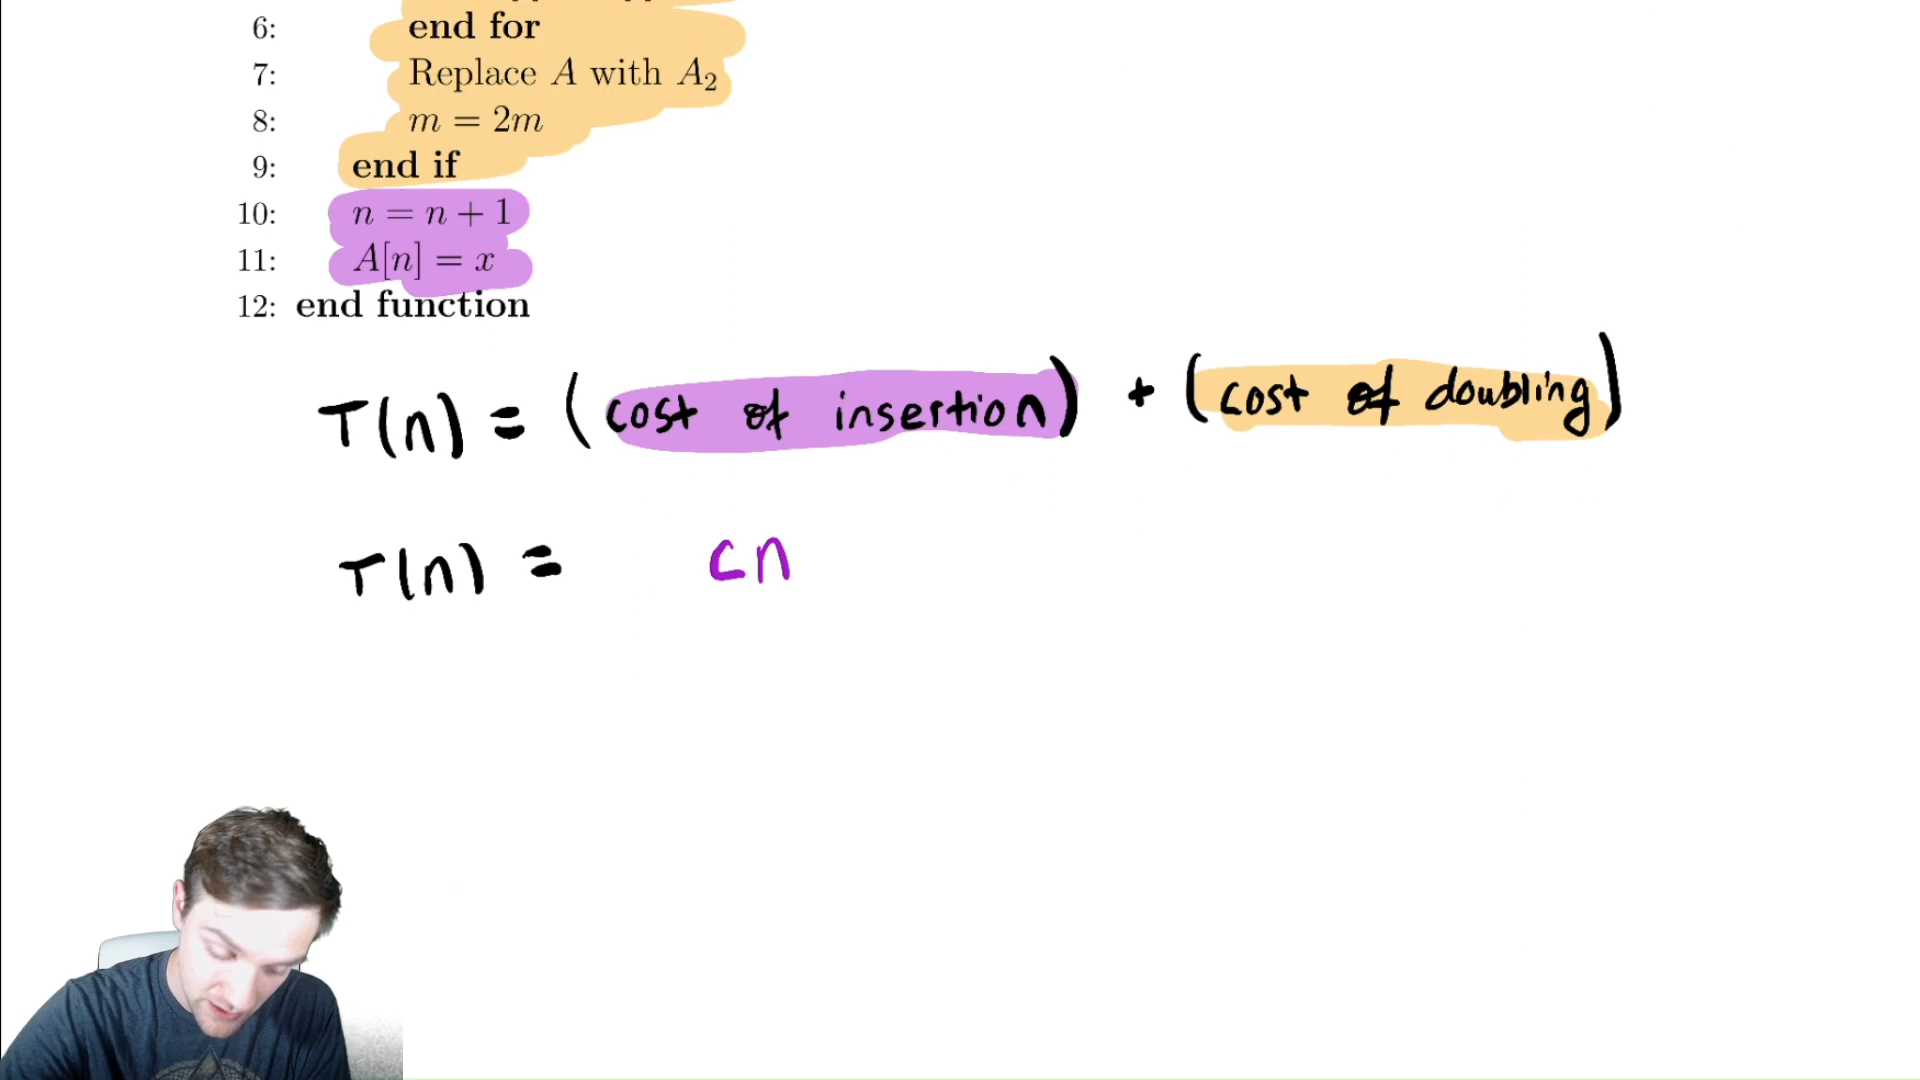 6: end for
7: Replace A with A₂
8: m = 2m
9: end if
10: n = n + 1
11: A[n] = x
12: end function
T(n) = (cost of insertion) + (cost of doubling)
T(n) = cn